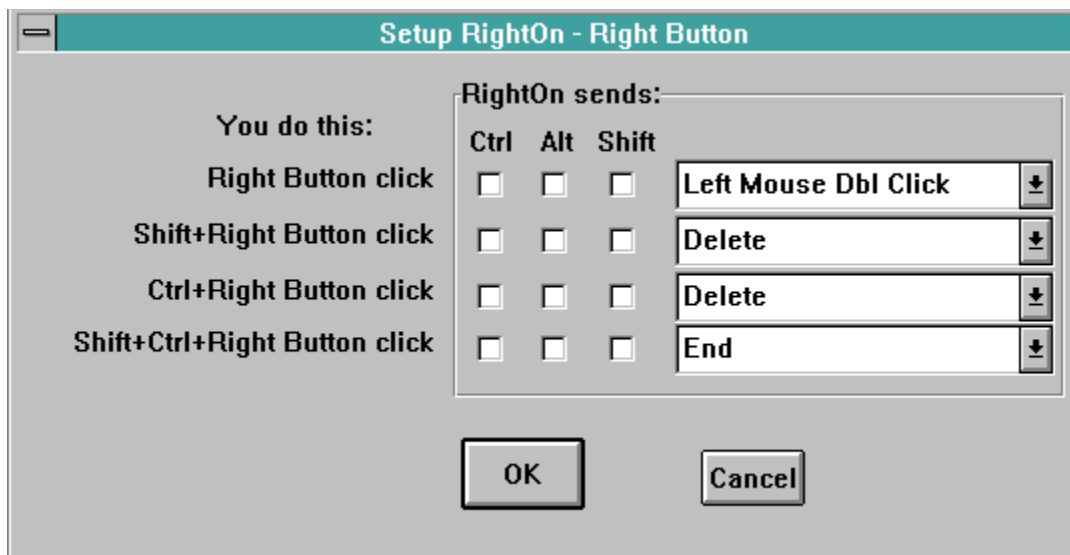 Setup RightOn - Right Button
RightOn sends:
You do this:
Ctrl Alt Shift
Right Button click Left Mouse Dbl Click
Shift+Right Button click Delete
Ctrl+Right Button click Delete
Shift+Ctrl+Right Button click End
OK Cancel